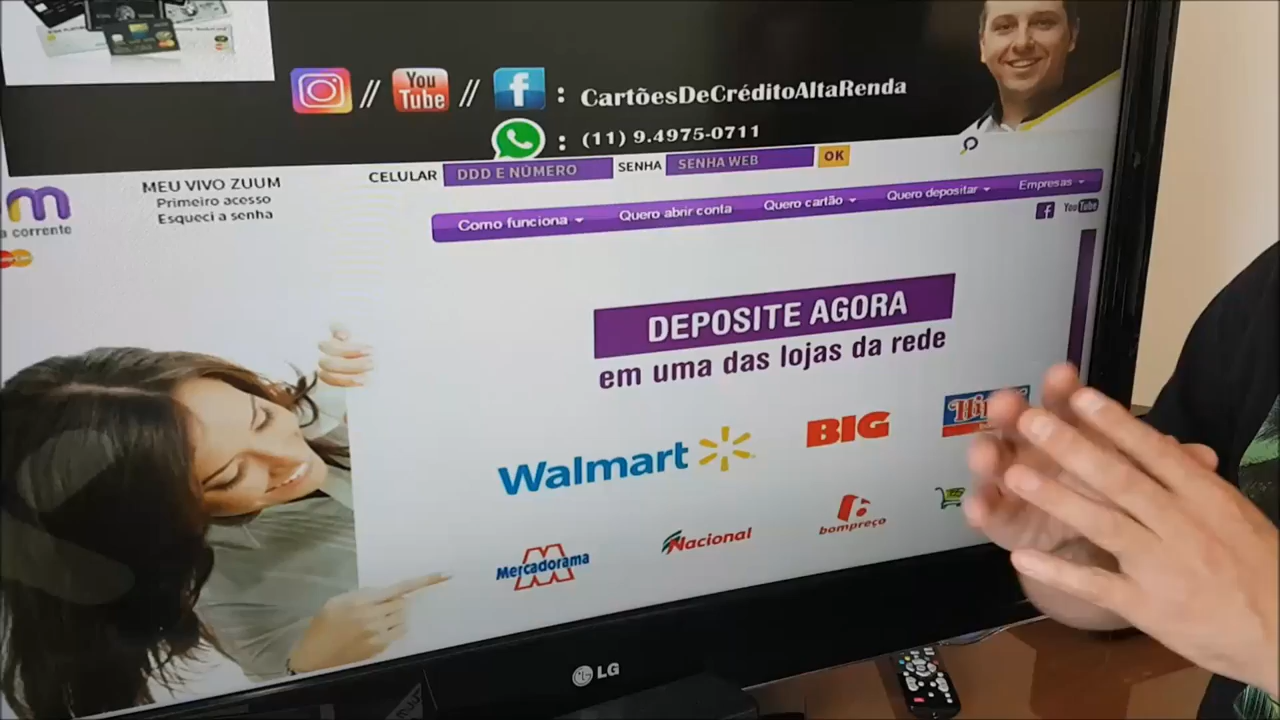 You
Tube
// // : CartõesDeCréditoAltaRenda
: (11) 9.4975-0711
MEU VIVO ZUUM
Primeiro acesso
Esqueci a senha
CELULAR DDD E NÚMERO SENHA SENHA WEB OK
m
a corrente
Como funciona Quero abrir conta Quero cartão Quero depositar Empresas
f YouTube
DEPOSITE AGORA
em uma das lojas da rede
Walmart BIG
Mercadorama Nacional bompreço
LG